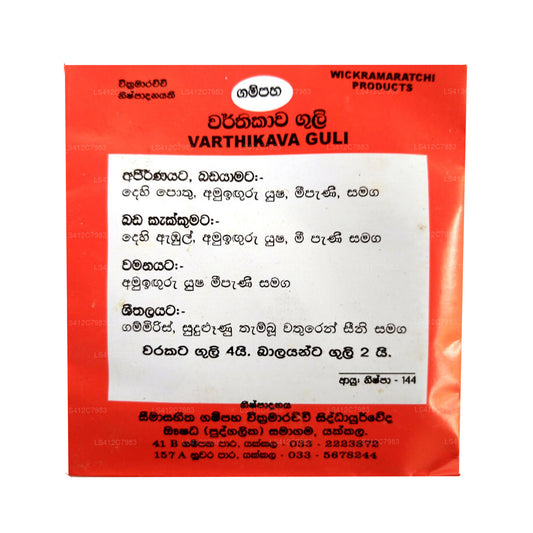 වික්‍රමාරච්චි
නිෂ්පාදනයකි
ගම්පහ
WICKRAMARATCHI
PRODUCTS
වර්තිකාව ගුලි
VARTHIKAVA GULI
අජීර්ණයට, බඩයාමට:-
දෙහි පොතු, අමුඉඟුරු යුෂ, මීපැණි, සමග
බඩ කැක්කුමට:-
දෙහි ඇඹුල්, අමුඉඟුරු යුෂ, මී පැණි සමග
වමනයට:-
අමුඉඟුරු යුෂ මීපැණි සමග
ශීතලයට:-
ගම්මිරිස්, සුදුළූණු තැම්බූ වතුරෙන් සීනි සමග
වරකට ගුලි 4යි. බාලයන්ට ගුලි 2 යි.
ආයු: නිෂ්පා - 144
නිෂ්පාදනය
සීමාසහිත ගම්පහ වික්‍රමාරච්චි සිද්ධායුර්වේද
ඖෂධ (පුද්ගලික) සමාගම, යක්කල.
41 B ගම්පහ පාර, යක්කල - 033 - 2223872
157 A නුවර පාර, යක්කල - 033 - 5678244